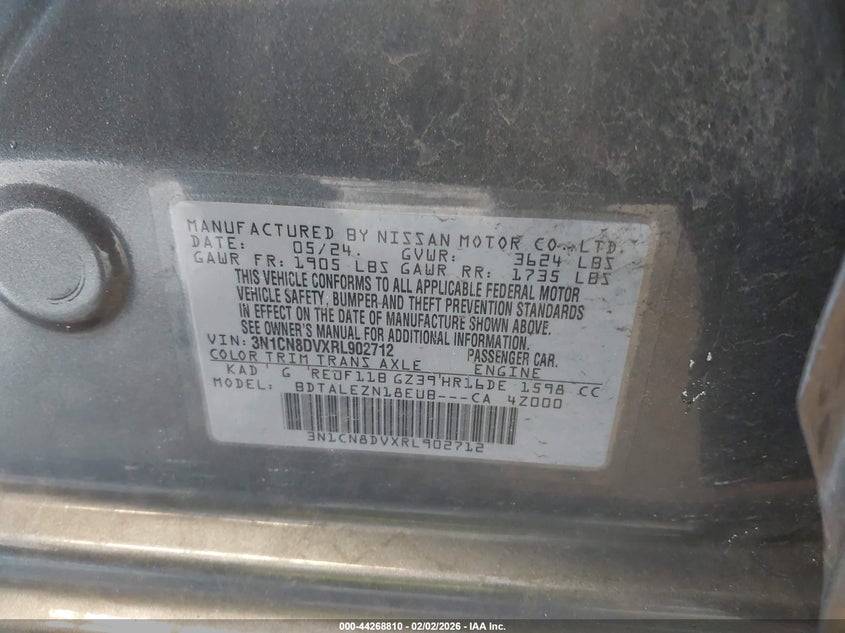 MANUFACTURED BY NISSAN MOTOR CO., LTD.
DATE: 05/24. GVWR: 3624 LBS
GAWR FR: 1905 LBS GAWR RR: 1735 LBS
THIS VEHICLE CONFORMS TO ALL APPLICABLE FEDERAL MOTOR
VEHICLE SAFETY, BUMPER AND THEFT PREVENTION STANDARDS
IN EFFECT ON THE DATE OF MANUFACTURE SHOWN ABOVE.
SEE OWNER'S MANUAL FOR ADDITIONAL INFORMATION.
VIN: 3N1CN8DVXRL902712 PASSENGER CAR.
COLOR TRIM TRANS AXLE ENGINE
KAD G RE0F11B GZ39 HR16DE 1598 CC
MODEL: BDTALEZN18EUB---CA 4Z000
3N1CN8DVXRL902712
000-44268810 - 02/02/2026 - IAA Inc.